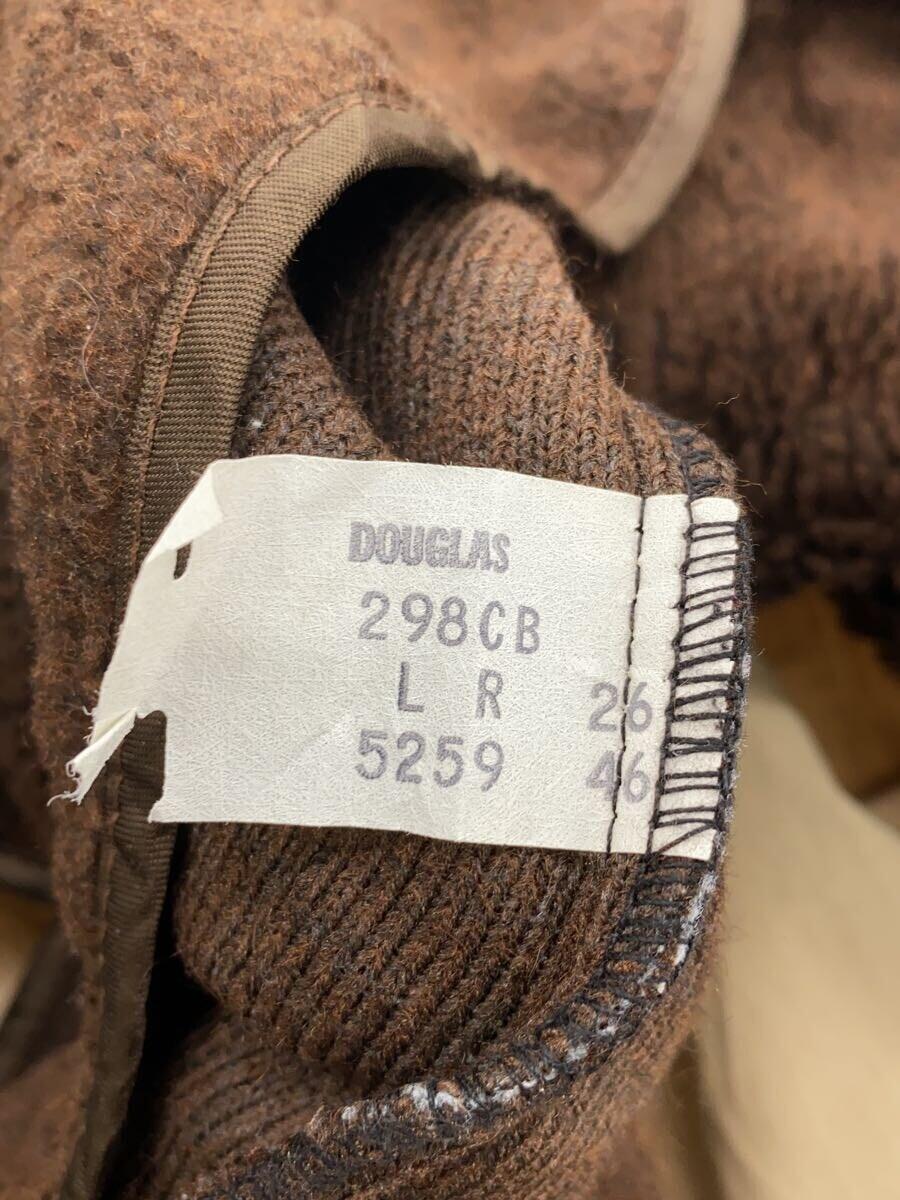 DOUGLAS
298CB
L R 26
5259 46